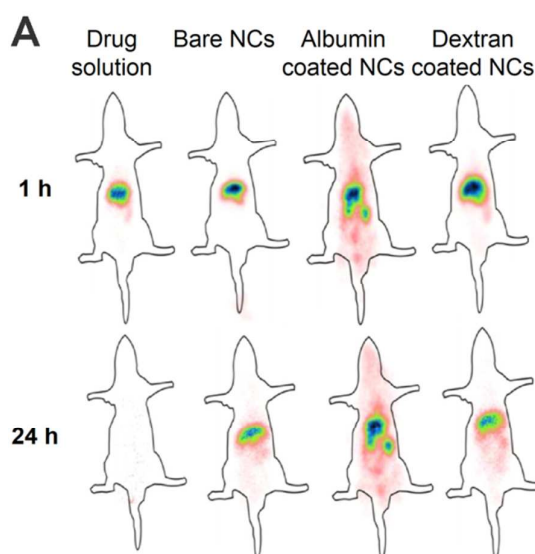 A
Drug solution
Bare NCs
Albumin coated NCs
Dextran coated NCs
1 h
24 h